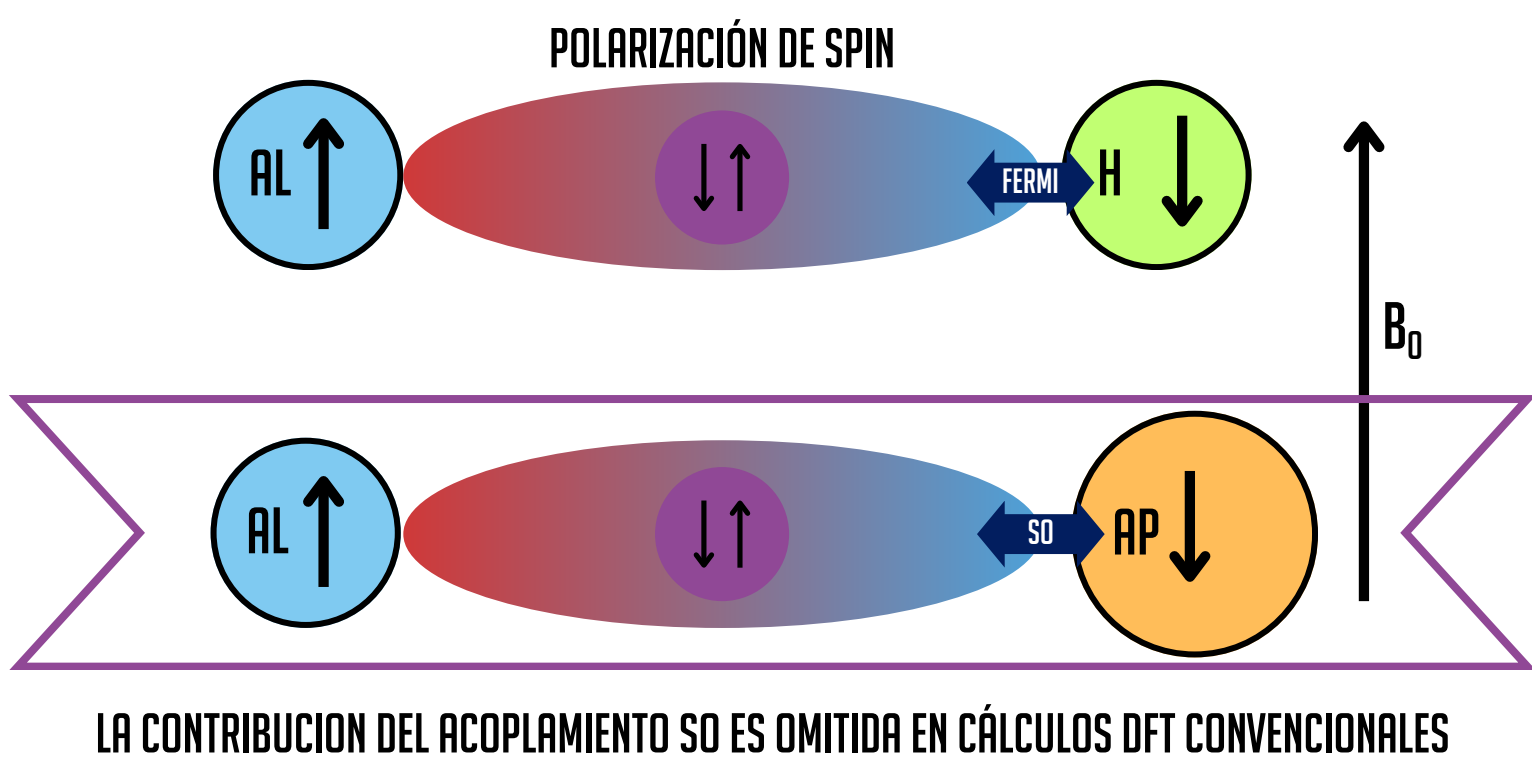 POLARIZACIÓN DE SPIN
AL
FERMI
H
B0
AL
SO
AP
LA CONTRIBUCION DEL ACOPLAMIENTO SO ES OMITIDA EN CÁLCULOS DFT CONVENCIONALES